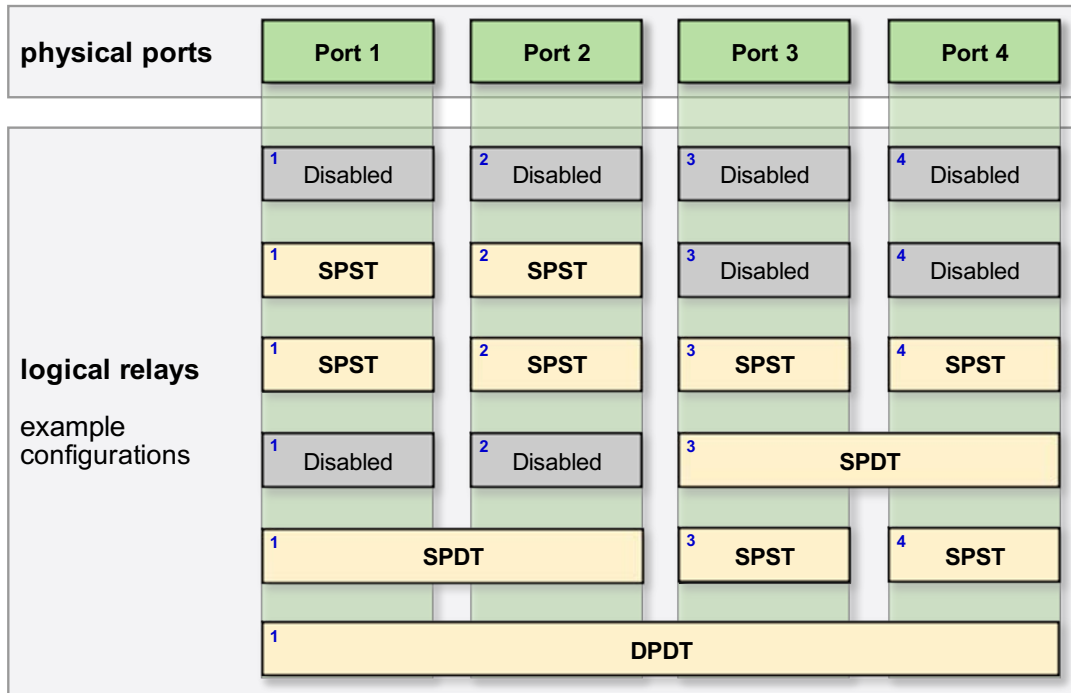 physical ports
Port 1 Port 2 Port 3 Port 4
1 Disabled 2 Disabled 3 Disabled 4 Disabled
1 SPST 2 SPST 3 Disabled 4 Disabled
logical relays
1 SPST 2 SPST 3 SPST 4 SPST
example
configurations
1 Disabled 2 Disabled 3 SPDT
1 SPDT 3 SPST 4 SPST
1 DPDT